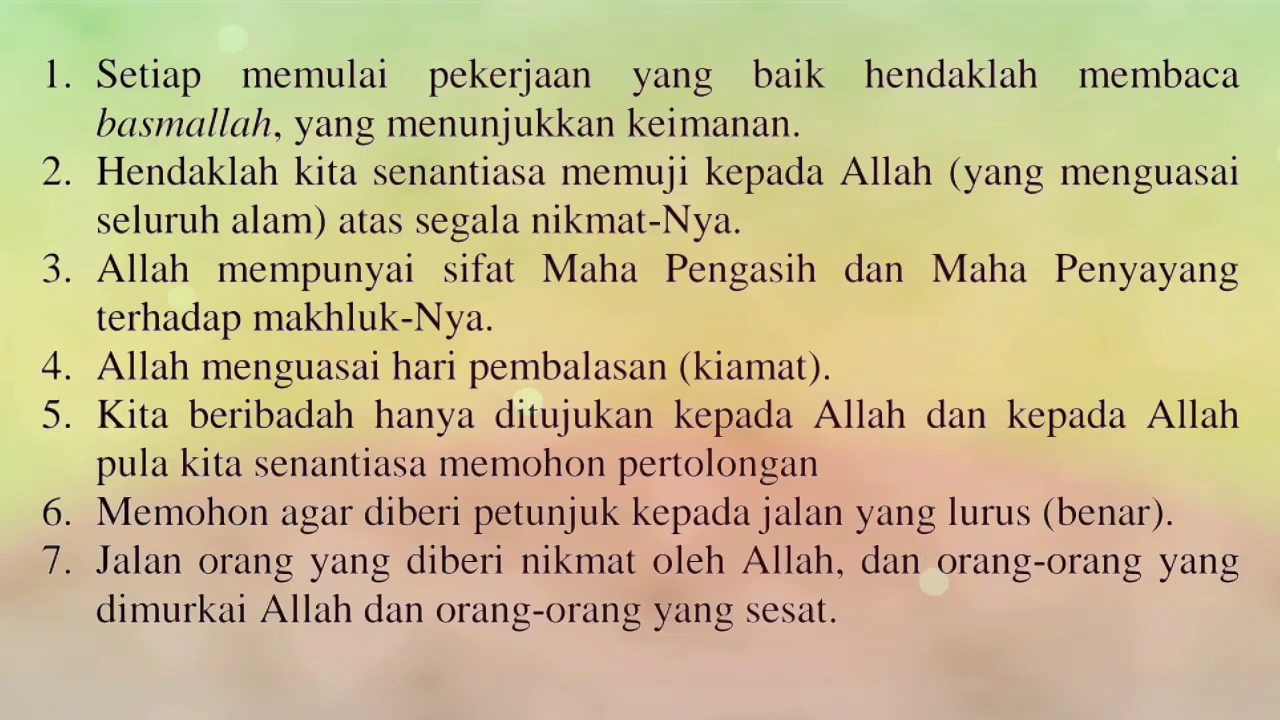 1. Setiap memulai pekerjaan yang baik hendaklah membaca
basmallah, yang menunjukkan keimanan.
2. Hendaklah kita senantiasa memuji kepada Allah (yang menguasai
seluruh alam) atas segala nikmat-Nya.
3. Allah mempunyai sifat Maha Pengasih dan Maha Penyayang
terhadap makhluk-Nya.
4. Allah menguasai hari pembalasan (kiamat).
5. Kita beribadah hanya ditujukan kepada Allah dan kepada Allah
pula kita senantiasa memohon pertolongan
6. Memohon agar diberi petunjuk kepada jalan yang lurus (benar).
7. Jalan orang yang diberi nikmat oleh Allah, dan orang-orang yang
dimurkai Allah dan orang-orang yang sesat.